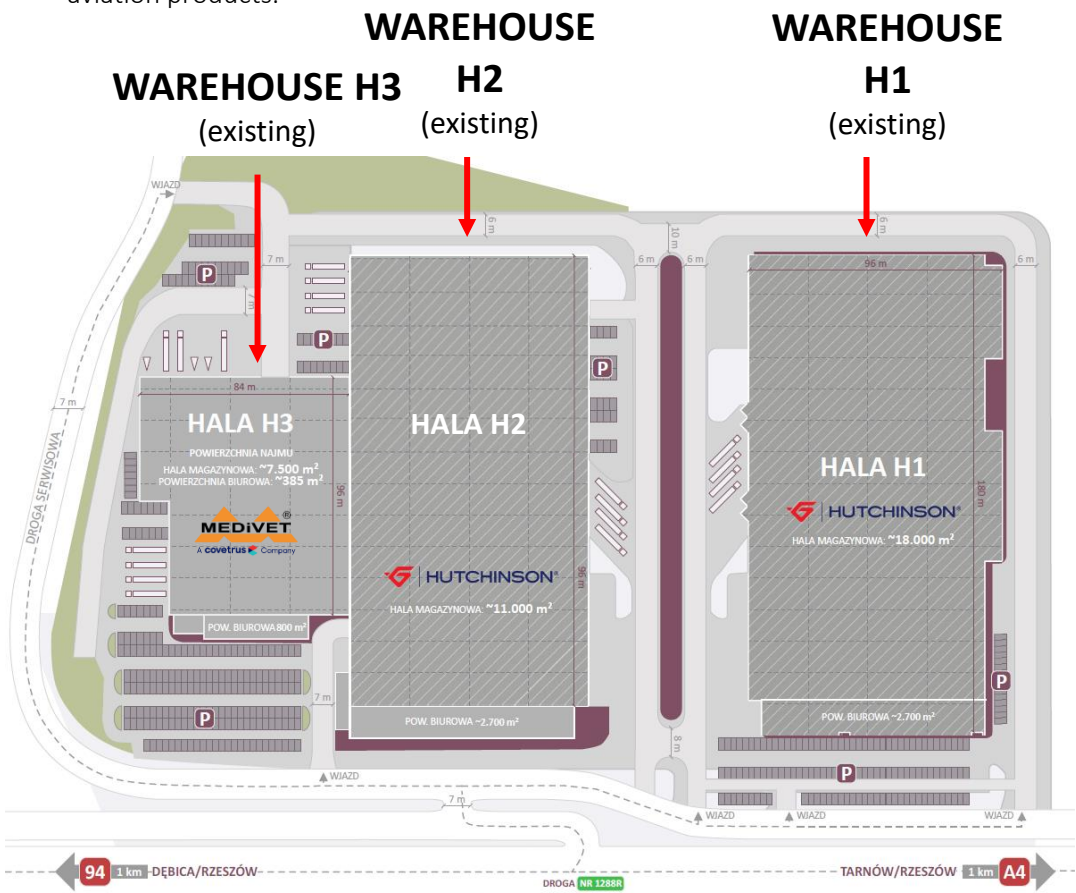 aviation products.
WAREHOUSE H3
(existing)
WAREHOUSE
H2
(existing)
WAREHOUSE
H1
(existing)
WJAZD
6 m
10 m
6 m
7 m
6 m
6 m
6 m
7 m
96 m
P
P
P
7 m
84 m
96 m
HALA H3
POWIERZCHNIA NAJMU
HALA MAGAZYNOWA: ~7.500 m²
POWIERZCHNIA BIUROWA: ~385 m²
MEDiVET®
A covetrus Company
96 m
DROGA SERWISOWA
HALA H2
HUTCHINSON®
HALA MAGAZYNOWA: ~11.000 m²
HALA H1
HUTCHINSON®
HALA MAGAZYNOWA: ~18.000 m²
180 m
POW. BIUROWA 800 m²
7 m
P
POW. BIUROWA ~2.700 m²
8 m
P
POW. BIUROWA ~2.700 m²
P
WJAZD
7 m
WJAZD
WJAZD
WJAZD
94 1 km DĘBICA/RZESZÓW
DROGA NR 1288R
TARNÓW/RZESZÓW 1 km A4